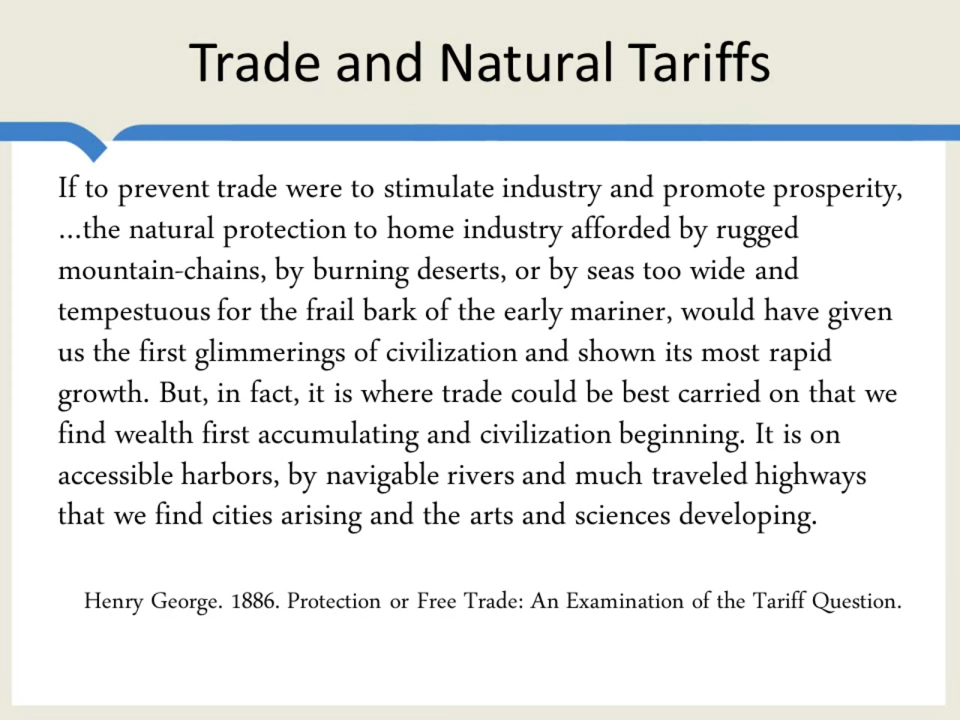 Trade and Natural Tariffs
If to prevent trade were to stimulate industry and promote prosperity,
…the natural protection to home industry afforded by rugged
mountain-chains, by burning deserts, or by seas too wide and
tempestuous for the frail bark of the early mariner, would have given
us the first glimmerings of civilization and shown its most rapid
growth. But, in fact, it is where trade could be best carried on that we
find wealth first accumulating and civilization beginning. It is on
accessible harbors, by navigable rivers and much traveled highways
that we find cities arising and the arts and sciences developing.
Henry George. 1886. Protection or Free Trade: An Examination of the Tariff Question.